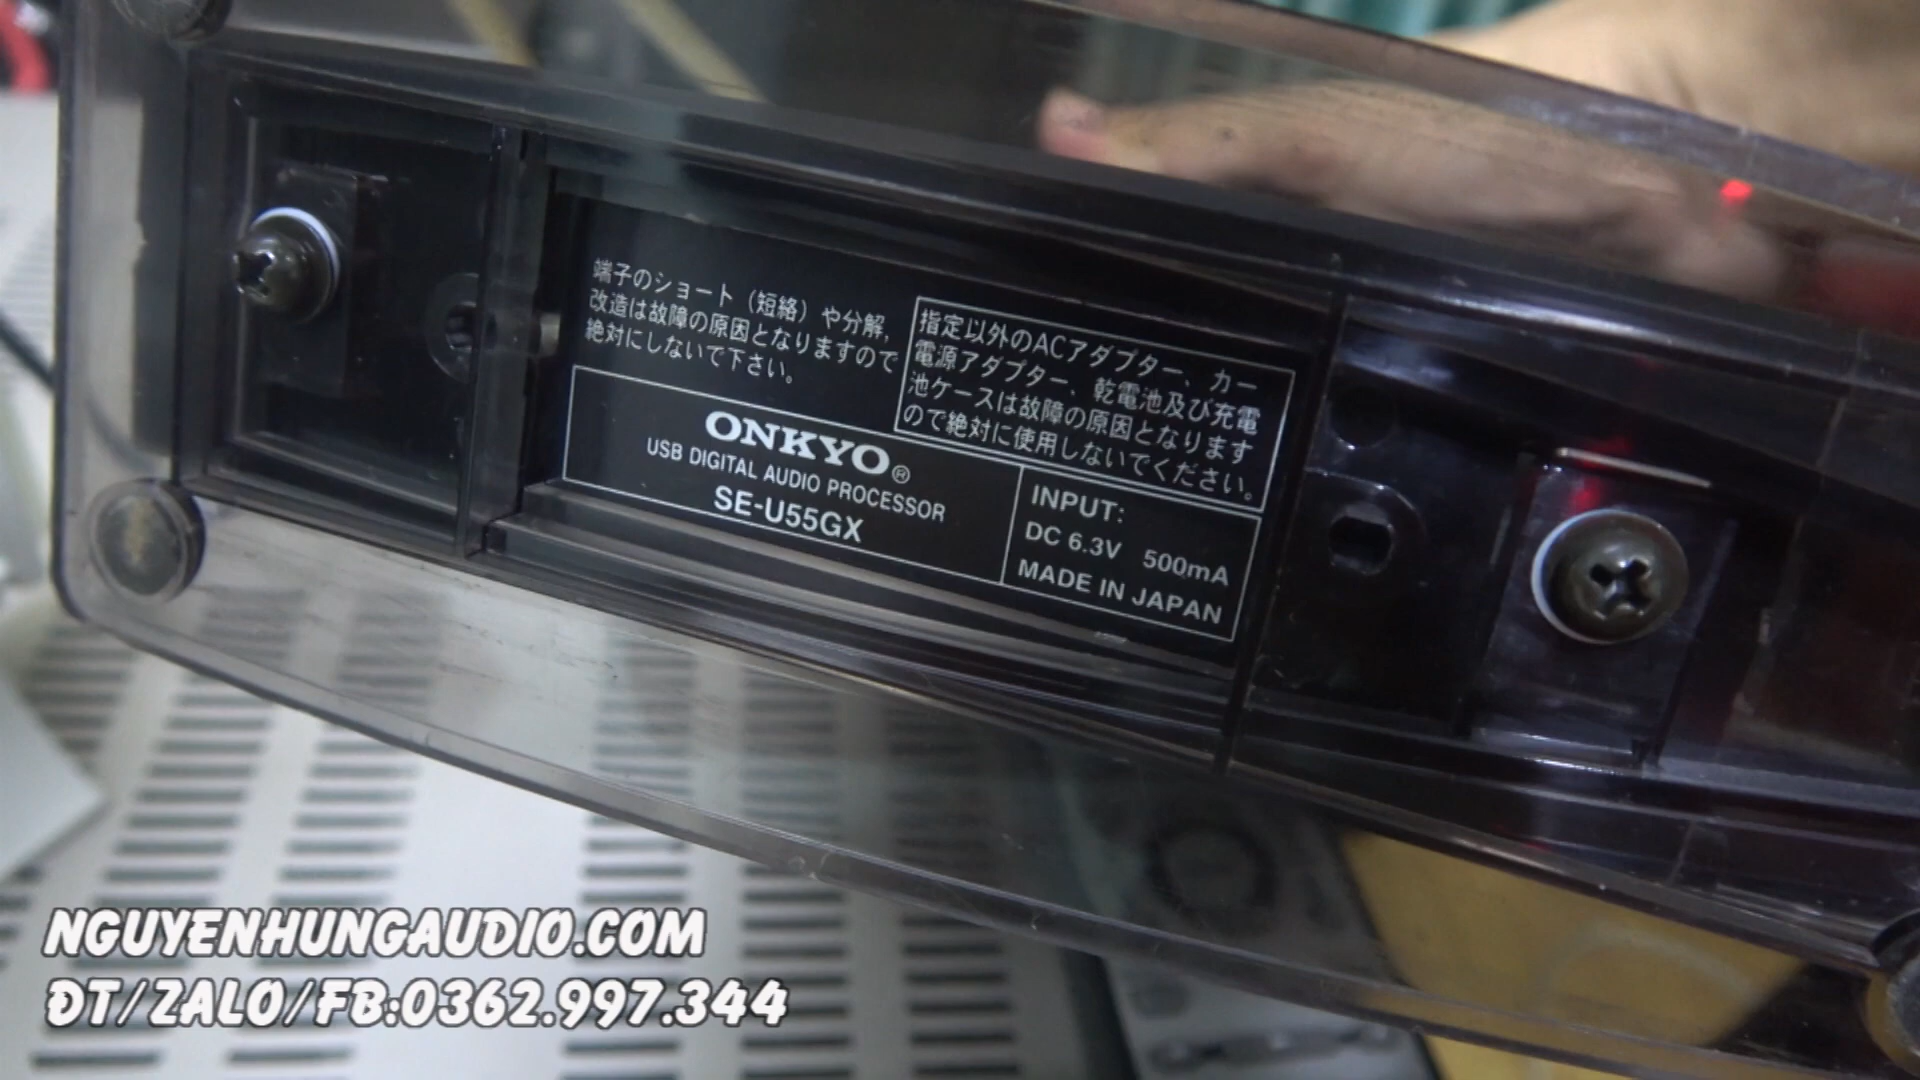 端子のショート（短絡）や分解,
改造は故障の原因となりますので
絶対にしないで下さい。
指定以外のACアダプター、カー
電源アダプター、乾電池及び充電
池ケースは故障の原因となります
ので絶対に使用しないでください。
ONKYO®
USB DIGITAL AUDIO PROCESSOR
SE-U55GX
INPUT:
DC 6.3V 500mA
MADE IN JAPAN
NGUYENHUNGAUDIO.COM
ĐT/ZALO/FB:0362.997.344